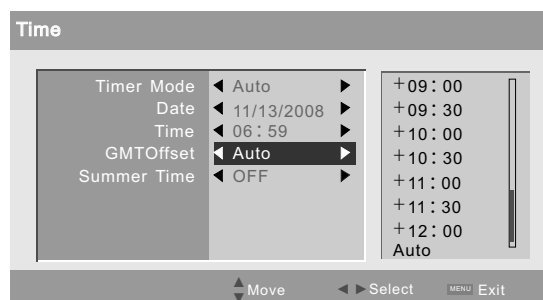 Time
Timer Mode Auto
Date 11/13/2008
Time 06:59
GMTOffset Auto
Summer Time OFF
+09:00
+09:30
+10:00
+10:30
+11:00
+11:30
+12:00
Auto
Move Select MENU Exit